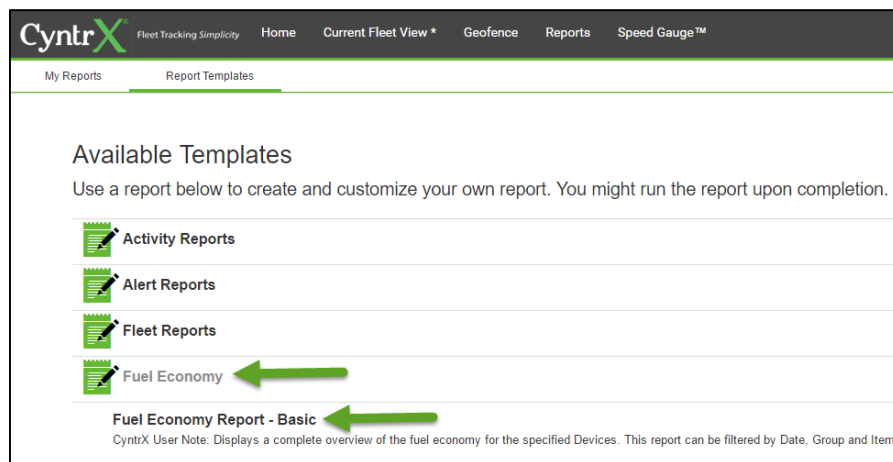 CyntrX® Fleet Tracking Simplicity Home Current Fleet View * Geofence Reports Speed Gauge™
My Reports Report Templates
Available Templates
Use a report below to create and customize your own report. You might run the report upon completion.
Activity Reports
Alert Reports
Fleet Reports
Fuel Economy
Fuel Economy Report - Basic
CyntrX User Note: Displays a complete overview of the fuel economy for the specified Devices. This report can be filtered by Date, Group and Item